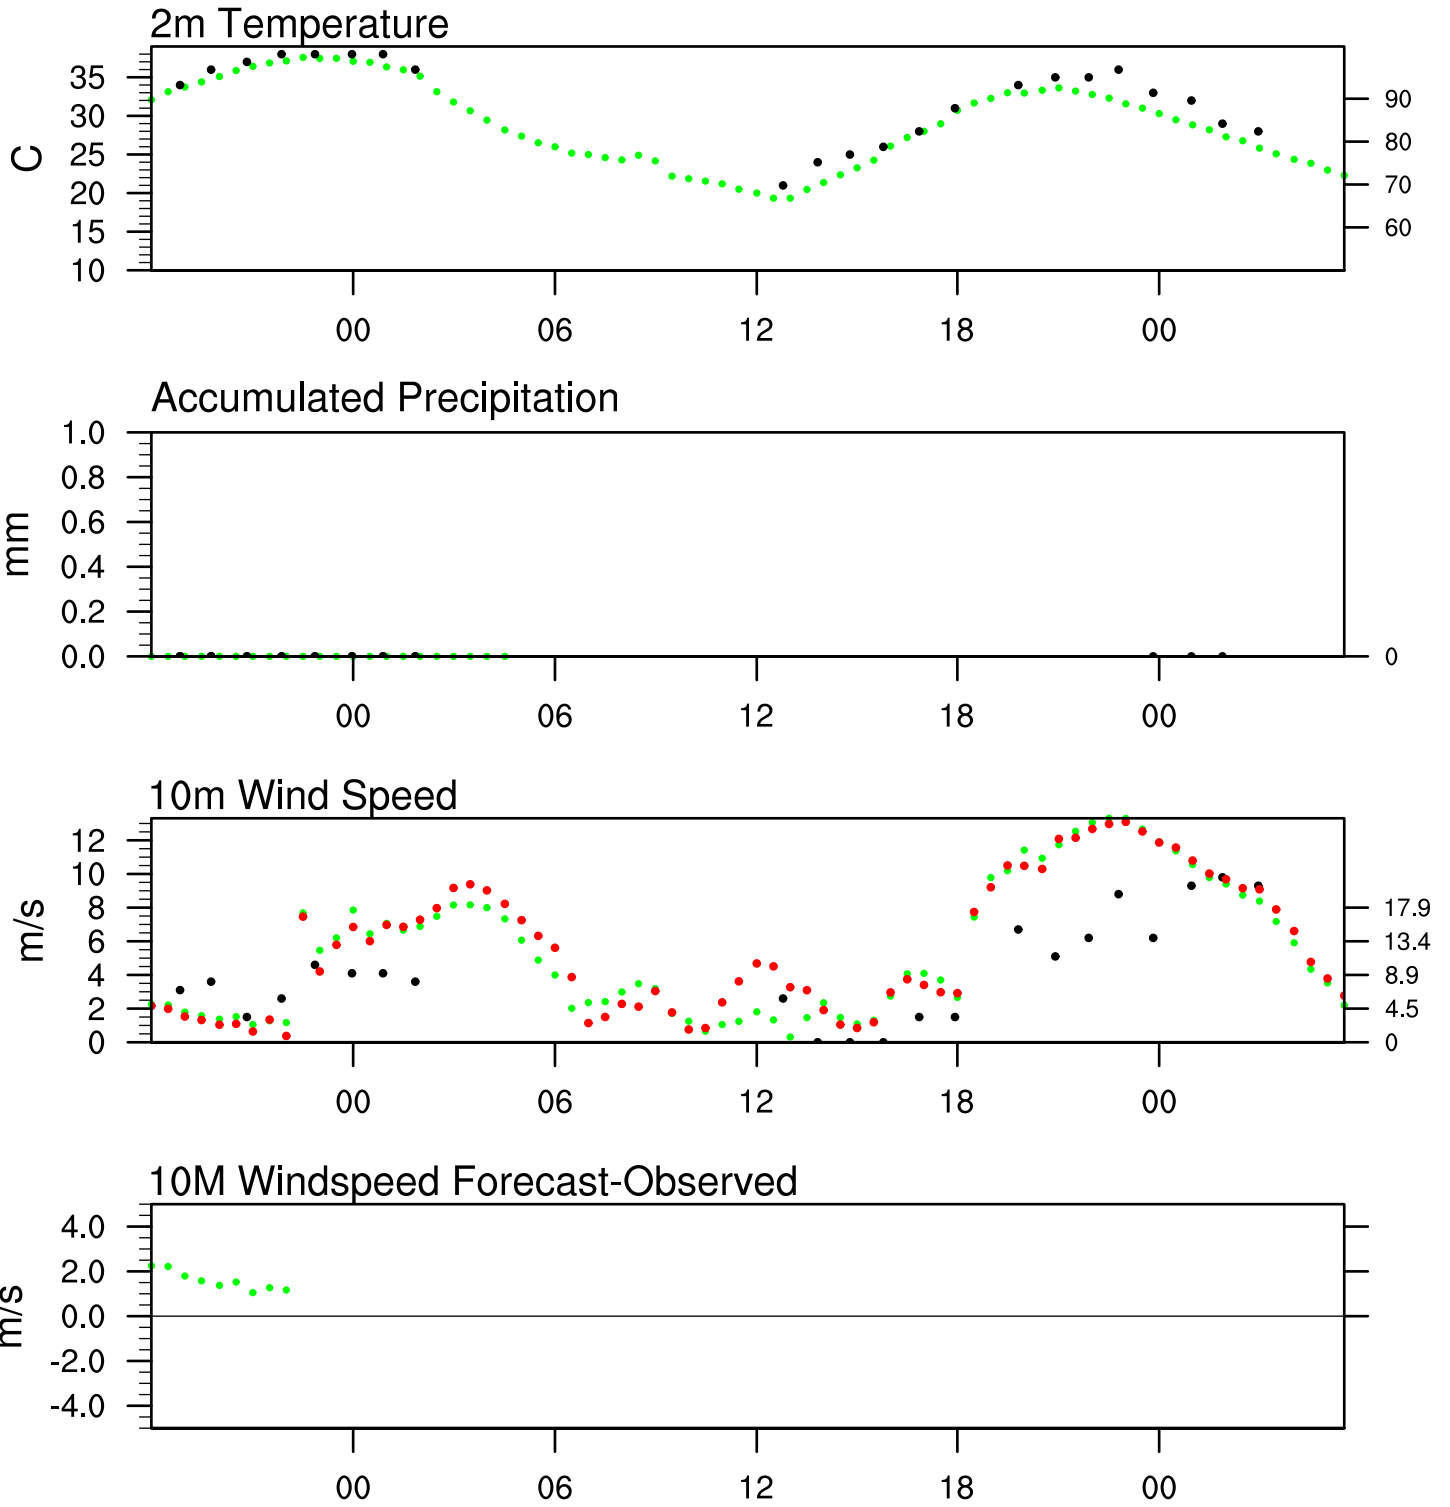 2m Temperature
C
35
30
25
20
15
10
90
80
70
60
00 06 12 18 00
Accumulated Precipitation
mm
1.0
0.8
0.6
0.4
0.2
0.0
0
00 06 12 18 00
10m Wind Speed
m/s
12
10
8
6
4
2
0
17.9
13.4
8.9
4.5
0
00 06 12 18 00
10M Windspeed Forecast-Observed
m/s
4.0
2.0
0.0
-2.0
-4.0
00 06 12 18 00